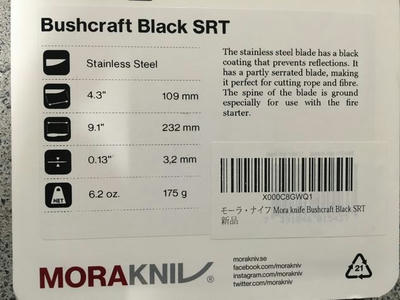 Bushcraft Black SRT
Stainless Steel
4.3" 109 mm
9.1" 232 mm
0.13" 3,2 mm
NET. 6.2 oz. 175 g
The stainless steel blade has a black
coating that prevents reflections. It
has a partly serrated blade, making
it perfect for cutting rope and fibre.
The spine of the blade is ground
especially for use with the fire
starter.
X000C8GWQ1
モーラ・ナイフ Mora knife Bushcraft Black SRT
新品
MORAKNIV®
morakniv.se
facebook.com/morakniv
instagram.com/morakniv
twitter.com/morakniv
21